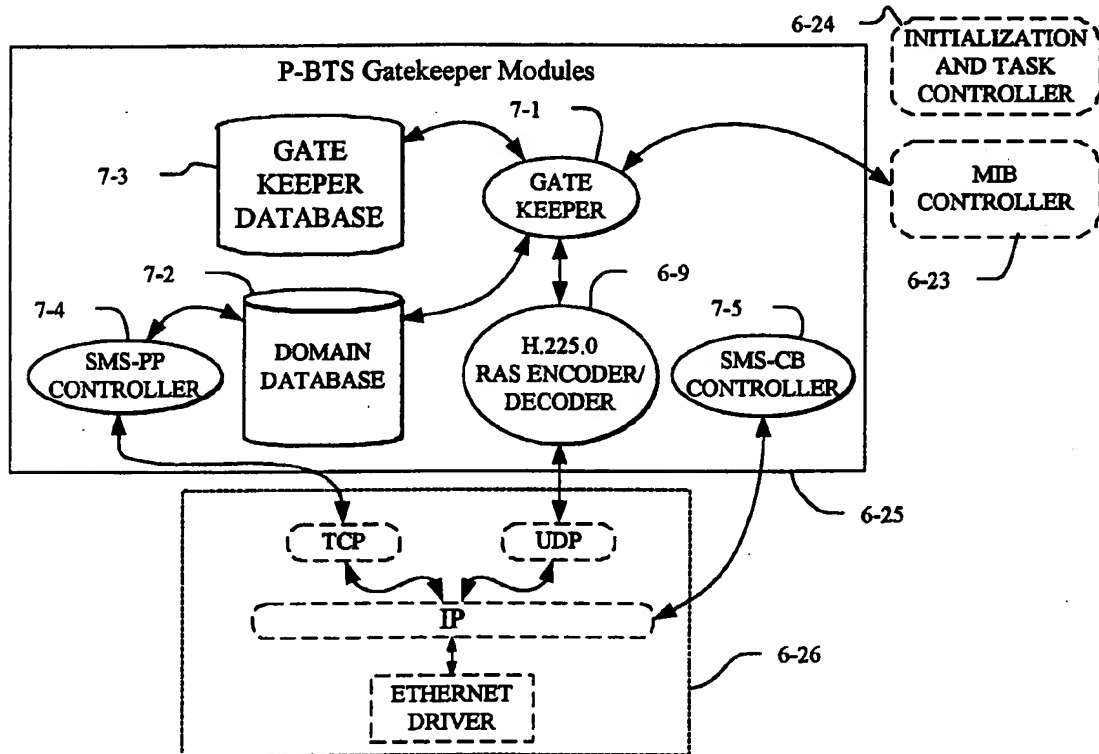 6-24
INITIALIZATION
AND TASK
CONTROLLER
P-BTS Gatekeeper Modules
7-1
7-3
GATE
KEEPER
DATABASE
GATE
KEEPER
MIB
CONTROLLER
6-23
7-2
6-9
7-4
7-5
SMS-PP
CONTROLLER
DOMAIN
DATABASE
H.225.0
RAS ENCODER/
DECODER
SMS-CB
CONTROLLER
6-25
TCP
UDP
IP
6-26
ETHERNET
DRIVER